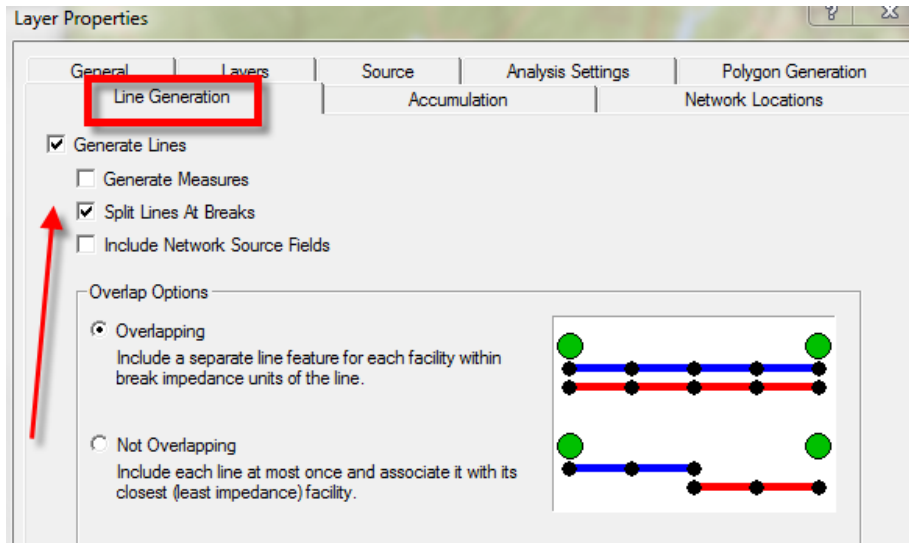 Layer Properties
General Layers Source Analysis Settings Polygon Generation
Line Generation Accumulation Network Locations
Generate Lines
Generate Measures
Split Lines At Breaks
Include Network Source Fields
Overlap Options
Overlapping
Include a separate line feature for each facility within
break impedance units of the line.
Not Overlapping
Include each line at most once and associate it with its
closest (least impedance) facility.